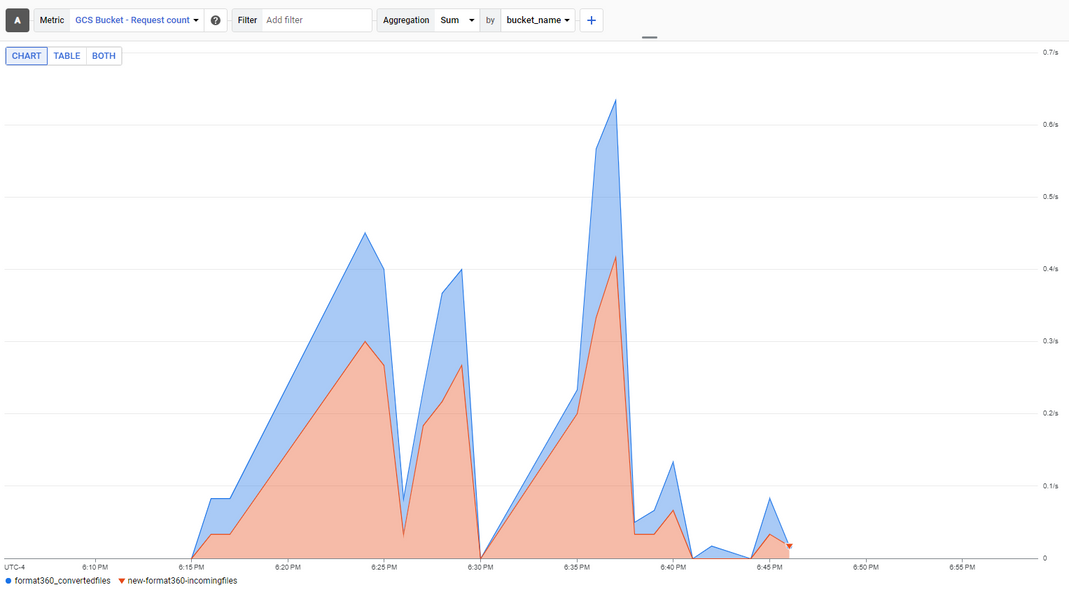 A Metric GCS Bucket - Request count ? Filter Add filter Aggregation Sum by bucket_name +
CHART TABLE BOTH
0.7/s
0.6/s
0.5/s
0.4/s
0.3/s
0.2/s
0.1/s
0
UTC-4 6:10 PM 6:15 PM 6:20 PM 6:25 PM 6:30 PM 6:35 PM 6:40 PM 6:45 PM 6:50 PM 6:55 PM
format360_convertedfiles new-format360-incomingfiles